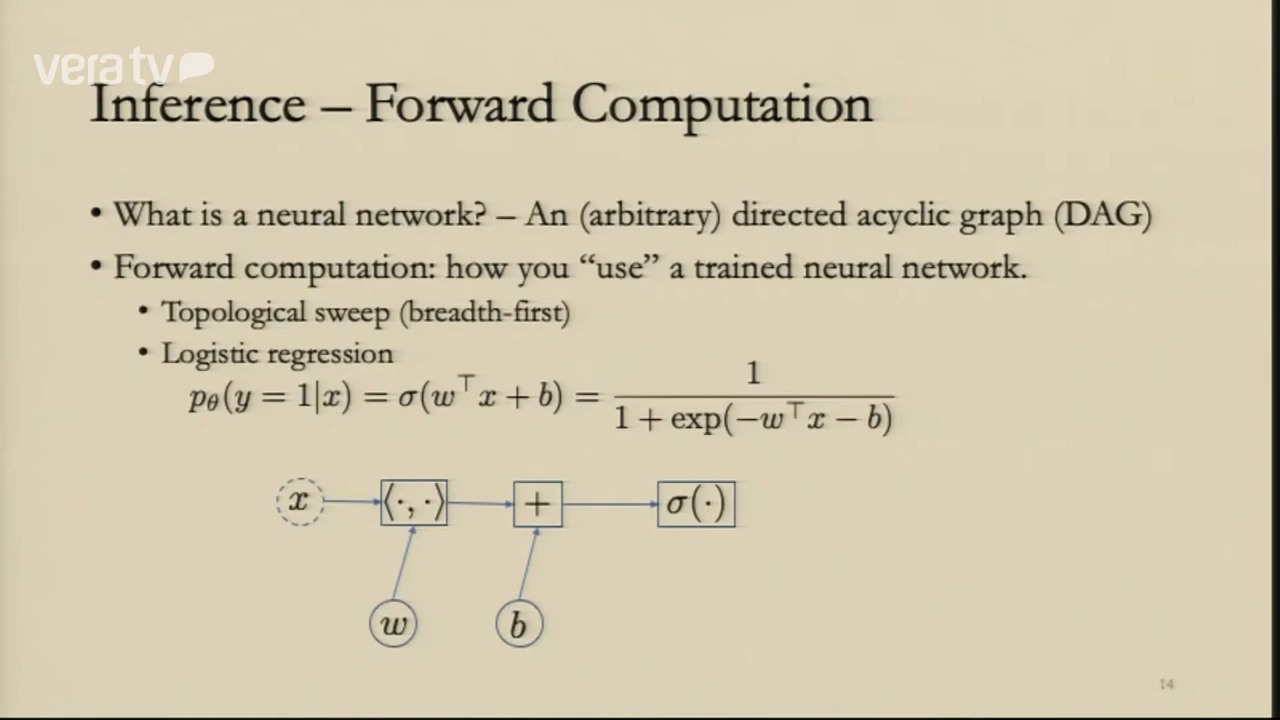 vera tv
Inference – Forward Computation
• What is a neural network? – An (arbitrary) directed acyclic graph (DAG)
• Forward computation: how you “use” a trained neural network.
• Topological sweep (breadth-first)
• Logistic regression
pθ(y = 1|x) = σ(w⊤x + b) = 1 / (1 + exp(−w⊤x − b))
x ⟨·, ·⟩ + σ(·)
w b
14